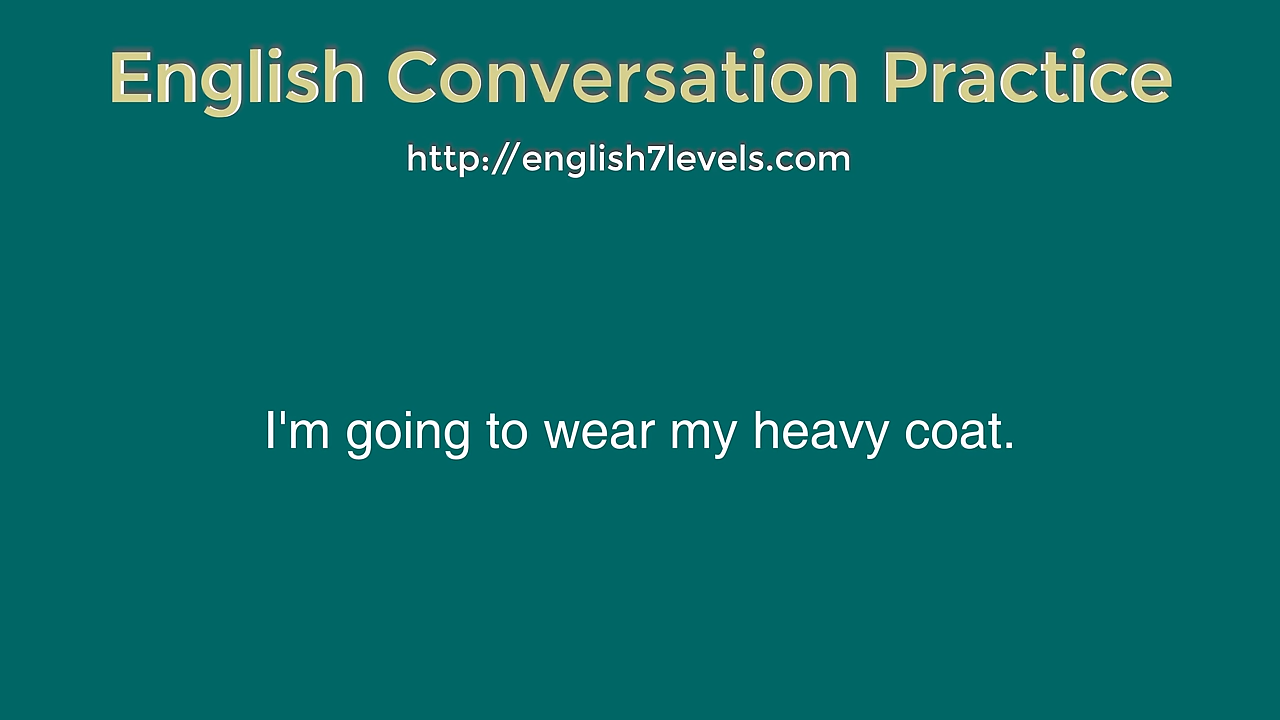 English Conversation Practice
http://english7levels.com
I'm going to wear my heavy coat.